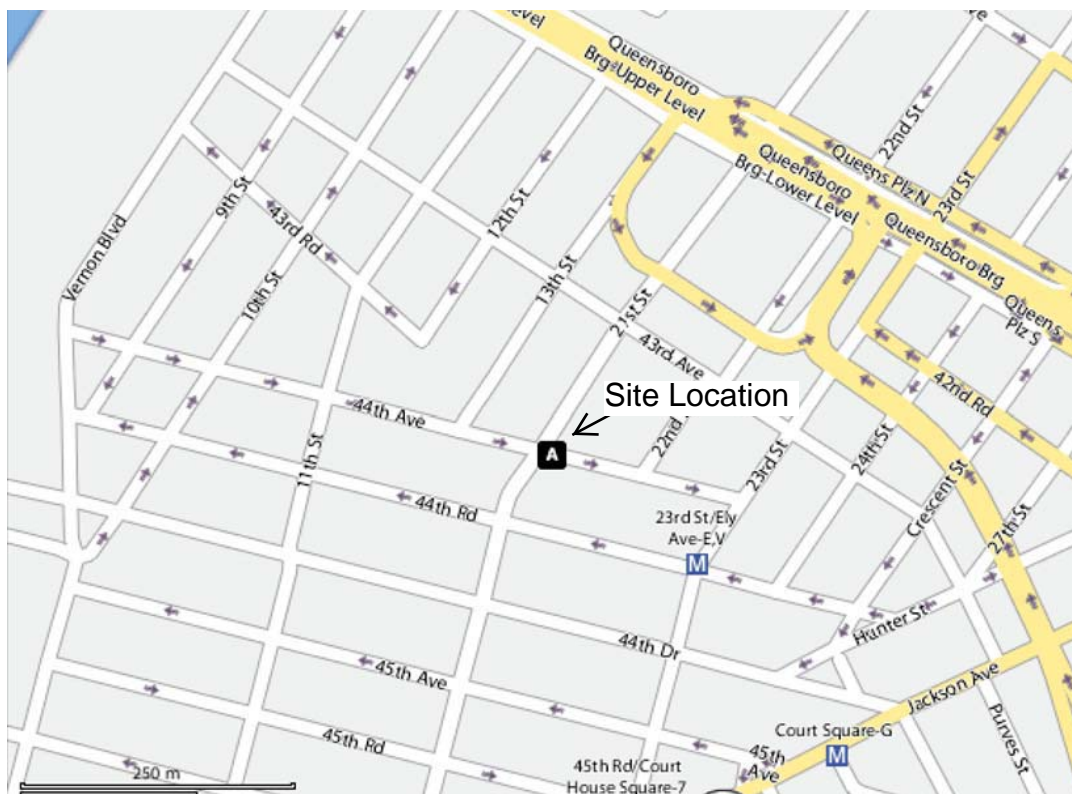 Level
Ave
Queensboro
Brg-Upper Level
22nd St
Queens Plz N
Queensboro
Brg-Lower Level
23rd St
9th St
43rd Rd
12th St
Vernon Blvd
Queensboro Brg
10th St
13th St
21st St
Queens
Plz S
43rd Ave
42nd Rd
Site Location
44th Ave
A
22nd
24th St
23rd St
11th St
Crescent St
44th Rd
23rd St/Ely
Ave-E,V
M
27th St
Hunter St
44th Dr
45th Ave
Jackson Ave
Purves St
Court Square-G
M
45th Rd
45th
Ave
250 m
45th Rd/Court
House Square-7